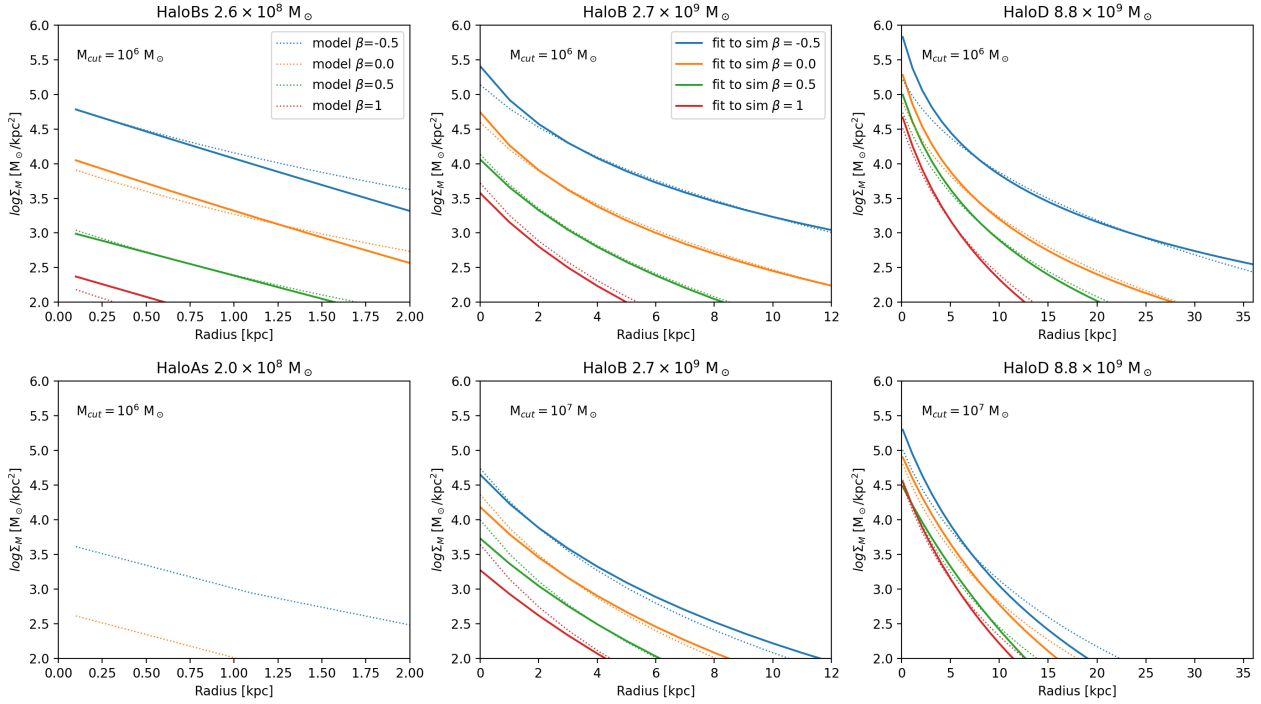 HaloBs 2.6 × 10⁸ M⊙
M_cut = 10⁶ M⊙
model β=-0.5
model β=0.0
model β=0.5
model β=1
logΣ_M [M⊙/kpc²]
6.0
5.5
5.0
4.5
4.0
3.5
3.0
2.5
2.0
0.00 0.25 0.50 0.75 1.00 1.25 1.50 1.75 2.00
Radius [kpc]
HaloB 2.7 × 10⁹ M⊙
M_cut = 10⁶ M⊙
fit to sim β = -0.5
fit to sim β = 0.0
fit to sim β = 0.5
fit to sim β = 1
logΣ_M [M⊙/kpc²]
6.0
5.5
5.0
4.5
4.0
3.5
3.0
2.5
2.0
0 2 4 6 8 10 12
Radius [kpc]
HaloD 8.8 × 10⁹ M⊙
M_cut = 10⁶ M⊙
logΣ_M [M⊙/kpc²]
6.0
5.5
5.0
4.5
4.0
3.5
3.0
2.5
2.0
0 5 10 15 20 25 30 35
Radius [kpc]
HaloAs 2.0 × 10⁸ M⊙
M_cut = 10⁶ M⊙
logΣ_M [M⊙/kpc²]
6.0
5.5
5.0
4.5
4.0
3.5
3.0
2.5
2.0
0.00 0.25 0.50 0.75 1.00 1.25 1.50 1.75 2.00
Radius [kpc]
HaloB 2.7 × 10⁹ M⊙
M_cut = 10⁷ M⊙
logΣ_M [M⊙/kpc²]
6.0
5.5
5.0
4.5
4.0
3.5
3.0
2.5
2.0
0 2 4 6 8 10 12
Radius [kpc]
HaloD 8.8 × 10⁹ M⊙
M_cut = 10⁷ M⊙
logΣ_M [M⊙/kpc²]
6.0
5.5
5.0
4.5
4.0
3.5
3.0
2.5
2.0
0 5 10 15 20 25 30 35
Radius [kpc]